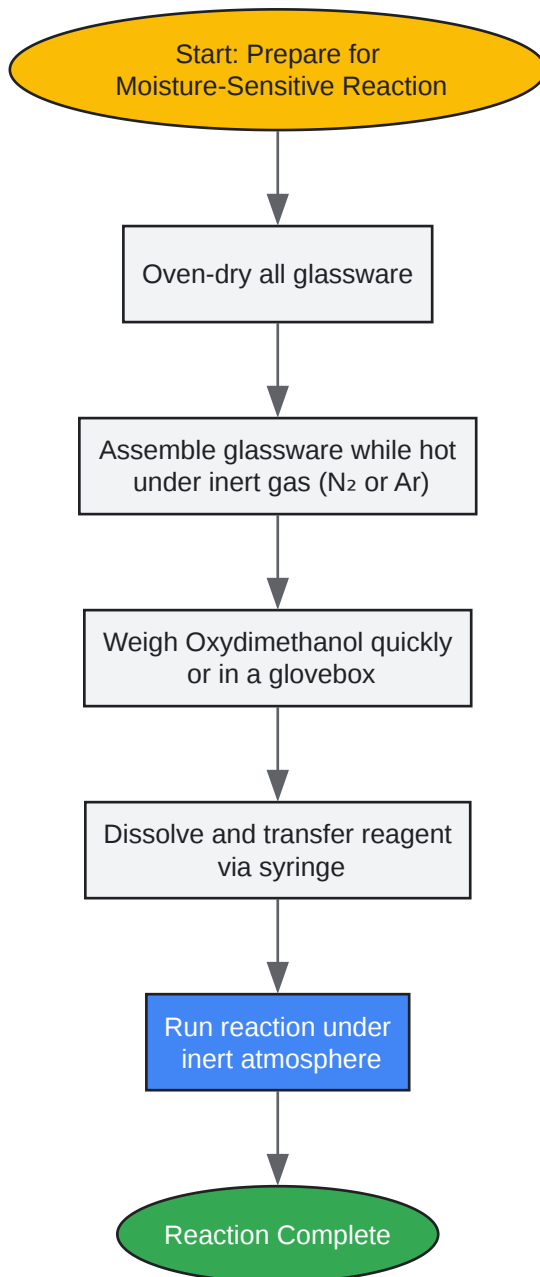 Start: Prepare for
Moisture-Sensitive Reaction
Oven-dry all glassware
Assemble glassware while hot
under inert gas (N₂ or Ar)
Weigh Oxydimethanol quickly
or in a glovebox
Dissolve and transfer reagent
via syringe
Run reaction under
inert atmosphere
Reaction Complete